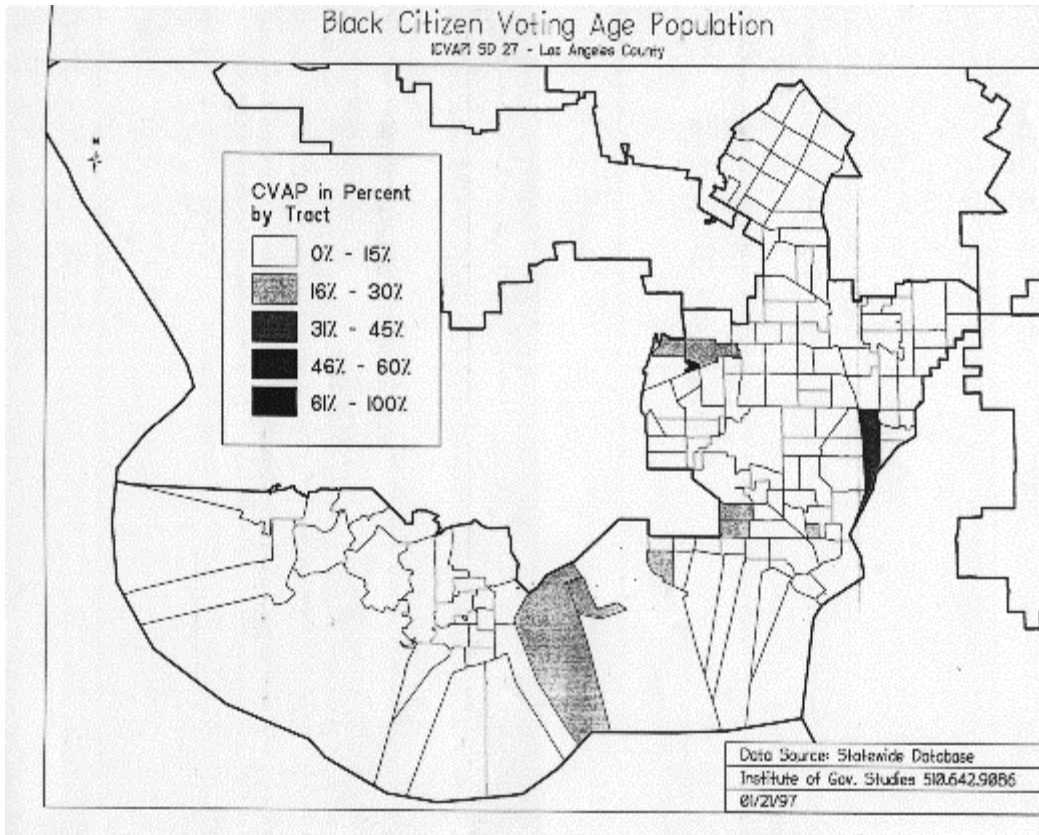 Black Citizen Voting Age Population
(CVAP) SD 27 - Los Angeles County
N
CVAP in Percent
by Tract
0% - 15%
16% - 30%
31% - 45%
46% - 60%
61% - 100%
Data Source: Statewide Database
Institute of Gov. Studies 510.642.9086
01/21/97